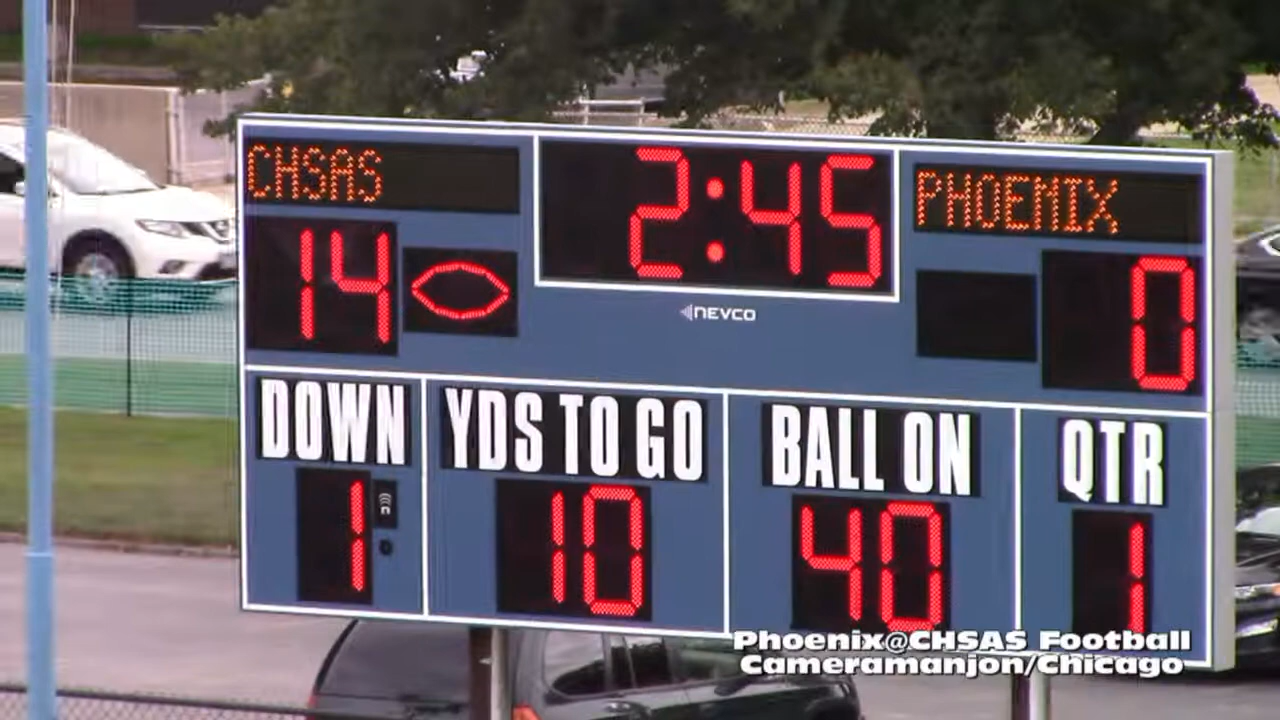 CHSAS
2:45
PHOENIX
14
0
NEVCO
DOWN
YDS TO GO
BALL ON
QTR
1
10
40
1
Phoenix@CHSAS Football
Cameramanjon/Chicago